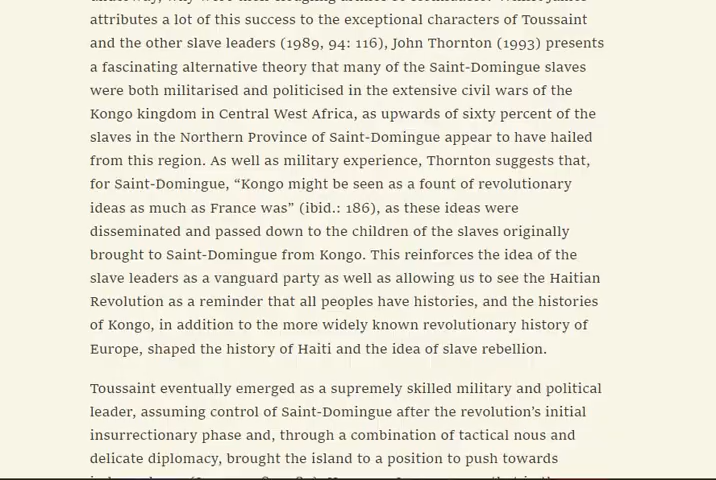 attributes a lot of this success to the exceptional characters of Toussaint
and the other slave leaders (1989, 94: 116), John Thornton (1993) presents
a fascinating alternative theory that many of the Saint-Domingue slaves
were both militarised and politicised in the extensive civil wars of the
Kongo kingdom in Central West Africa, as upwards of sixty percent of the
slaves in the Northern Province of Saint-Domingue appear to have hailed
from this region. As well as military experience, Thornton suggests that,
for Saint-Domingue, “Kongo might be seen as a fount of revolutionary
ideas as much as France was” (ibid.: 186), as these ideas were
disseminated and passed down to the children of the slaves originally
brought to Saint-Domingue from Kongo. This reinforces the idea of the
slave leaders as a vanguard party as well as allowing us to see the Haitian
Revolution as a reminder that all peoples have histories, and the histories
of Kongo, in addition to the more widely known revolutionary history of
Europe, shaped the history of Haiti and the idea of slave rebellion.
Toussaint eventually emerged as a supremely skilled military and political
leader, assuming control of Saint-Domingue after the revolution’s initial
insurrectionary phase and, through a combination of tactical nous and
delicate diplomacy, brought the island to a position to push towards